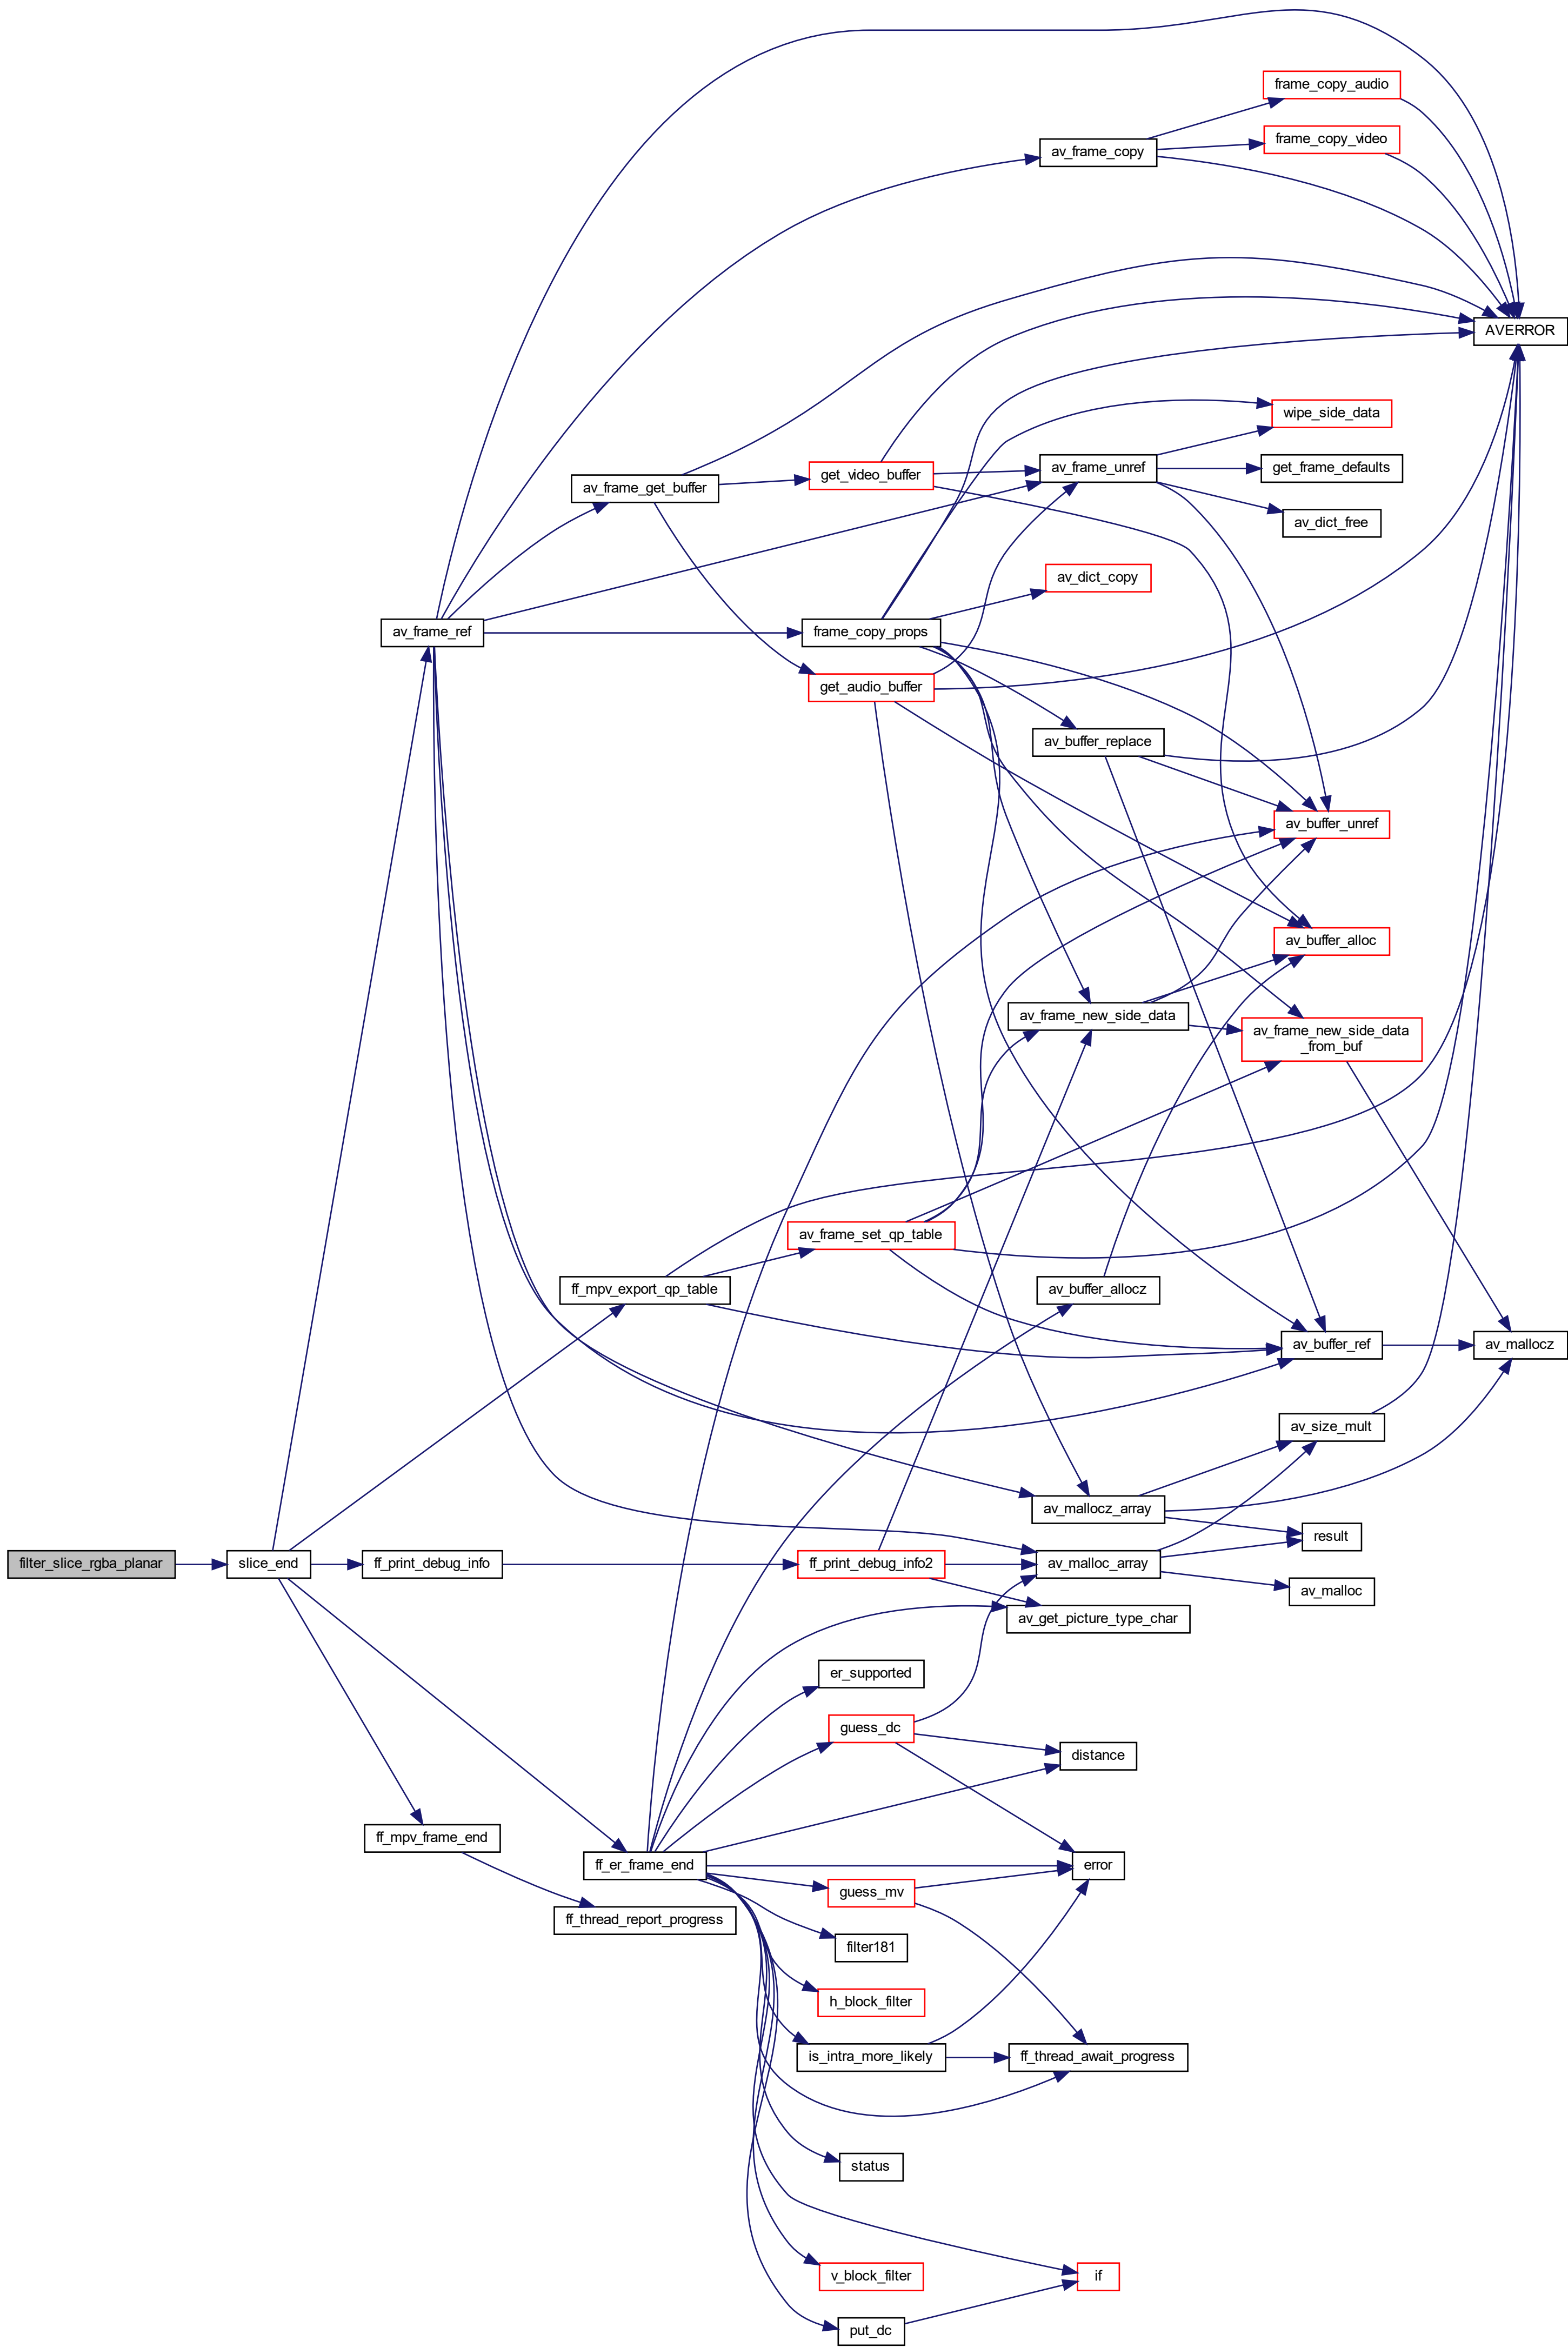 frame_copy_audio
frame_copy_video
av_frame_copy
AVERROR
wipe_side_data
get_frame_defaults
av_frame_unref
get_video_buffer
av_frame_get_buffer
av_dict_free
av_dict_copy
av_frame_ref
frame_copy_props
get_audio_buffer
av_buffer_replace
av_buffer_unref
av_buffer_alloc
av_frame_new_side_data
av_frame_new_side_data
_from_buf
av_frame_set_qp_table
ff_mpv_export_qp_table
av_buffer_allocz
av_buffer_ref
av_mallocz
av_size_mult
av_mallocz_array
result
filter_slice_rgba_planar
slice_end
ff_print_debug_info
ff_print_debug_info2
av_malloc_array
av_malloc
av_get_picture_type_char
er_supported
guess_dc
distance
ff_mpv_frame_end
ff_er_frame_end
error
guess_mv
ff_thread_report_progress
filter181
h_block_filter
is_intra_more_likely
ff_thread_await_progress
status
v_block_filter
if
put_dc